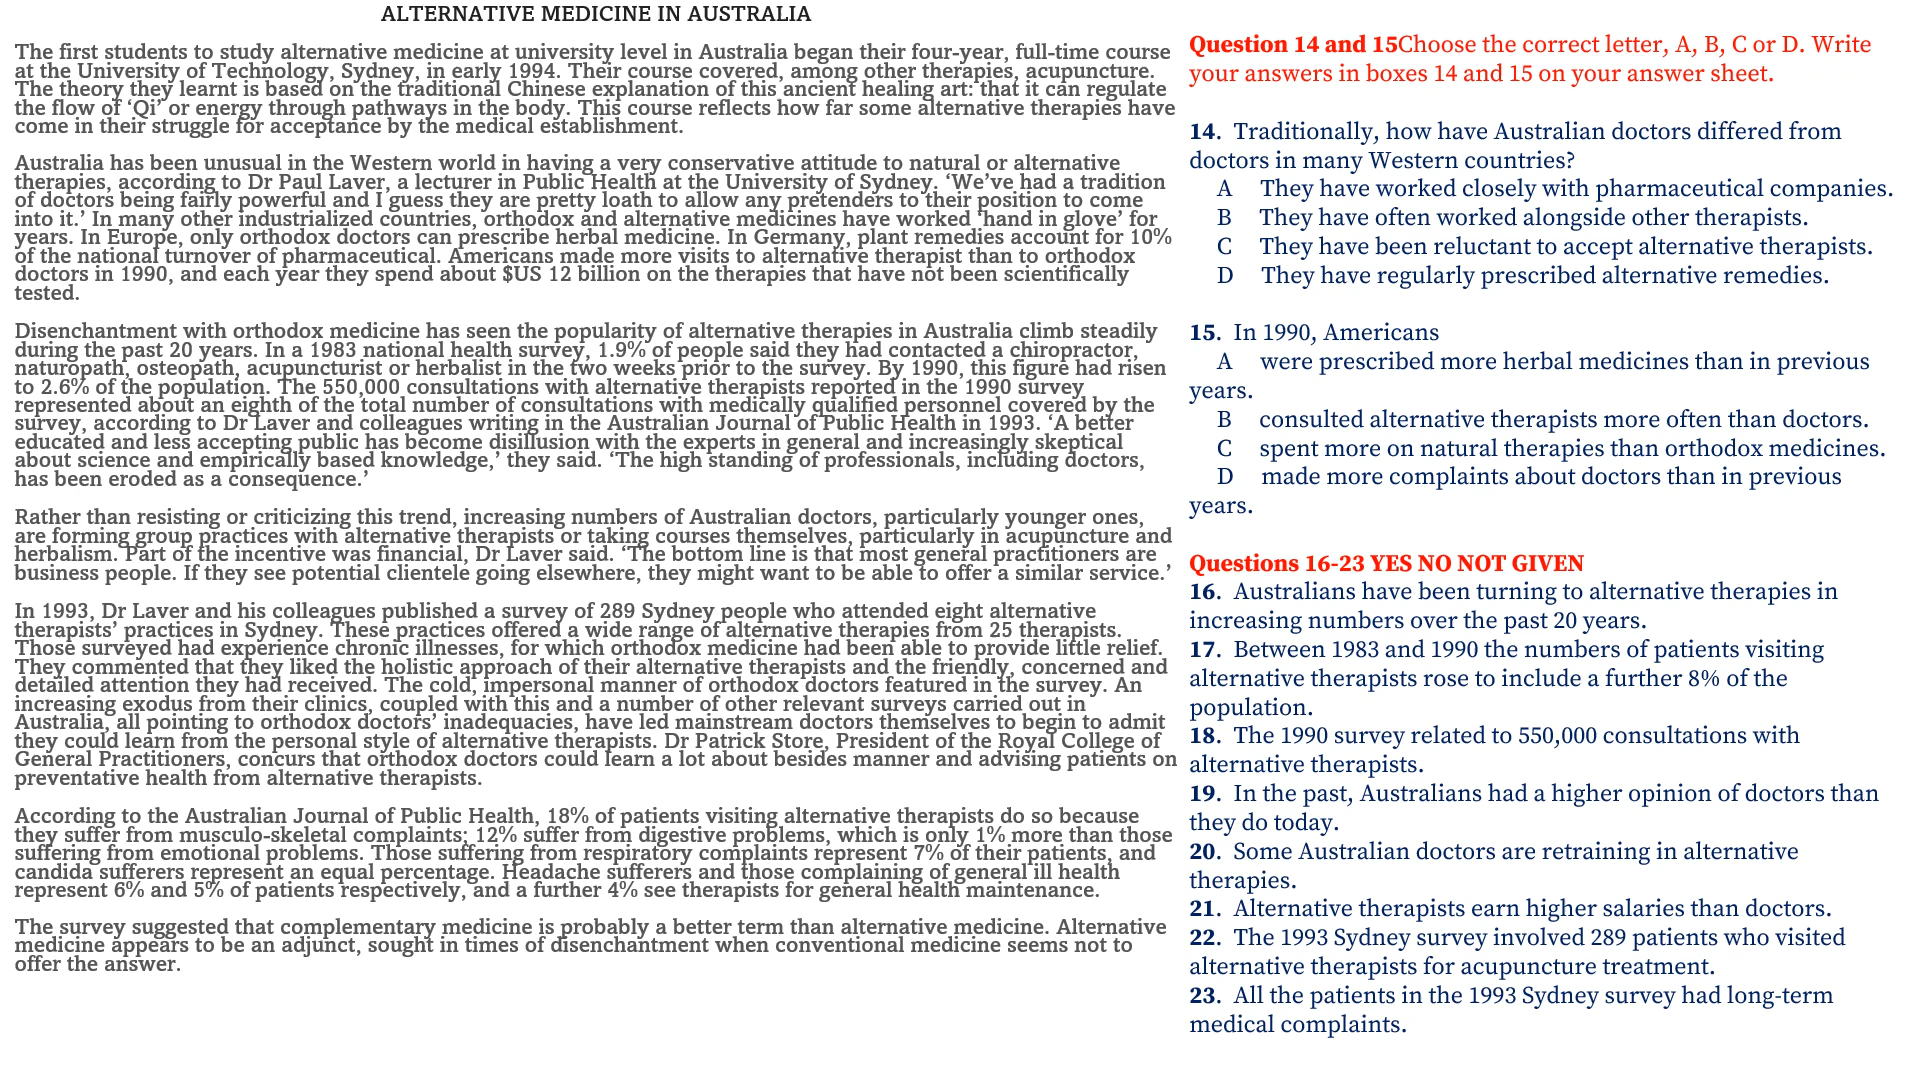 ALTERNATIVE MEDICINE IN AUSTRALIA
The first students to study alternative medicine at university level in Australia began their four-year, full-time course
at the University of Technology, Sydney, in early 1994. Their course covered, among other therapies, acupuncture.
The theory they learnt is based on the traditional Chinese explanation of this ancient healing art: that it can regulate
the flow of ‘Qi’ or energy through pathways in the body. This course reflects how far some alternative therapies have
come in their struggle for acceptance by the medical establishment.
Australia has been unusual in the Western world in having a very conservative attitude to natural or alternative
therapies, according to Dr Paul Laver, a lecturer in Public Health at the University of Sydney. ‘We’ve had a tradition
of doctors being fairly powerful and I guess they are pretty loath to allow any pretenders to their position to come
into it.’ In many other industrialized countries, orthodox and alternative medicines have worked ‘hand in glove’ for
years. In Europe, only orthodox doctors can prescribe herbal medicine. In Germany, plant remedies account for 10%
of the national turnover of pharmaceutical. Americans made more visits to alternative therapist than to orthodox
doctors in 1990, and each year they spend about $US 12 billion on the therapies that have not been scientifically
tested.
Disenchantment with orthodox medicine has seen the popularity of alternative therapies in Australia climb steadily
during the past 20 years. In a 1983 national health survey, 1.9% of people said they had contacted a chiropractor,
naturopath, osteopath, acupuncturist or herbalist in the two weeks prior to the survey. By 1990, this figure had risen
to 2.6% of the population. The 550,000 consultations with alternative therapists reported in the 1990 survey
represented about an eighth of the total number of consultations with medically qualified personnel covered by the
survey, according to Dr Laver and colleagues writing in the Australian Journal of Public Health in 1993. ‘A better
educated and less accepting public has become disillusion with the experts in general and increasingly skeptical
about science and empirically based knowledge,’ they said. ‘The high standing of professionals, including doctors,
has been eroded as a consequence.’
Rather than resisting or criticizing this trend, increasing numbers of Australian doctors, particularly younger ones,
are forming group practices with alternative therapists or taking courses themselves, particularly in acupuncture and
herbalism. Part of the incentive was financial, Dr Laver said. ‘The bottom line is that most general practitioners are
business people. If they see potential clientele going elsewhere, they might want to be able to offer a similar service.’
In 1993, Dr Laver and his colleagues published a survey of 289 Sydney people who attended eight alternative
therapists’ practices in Sydney. These practices offered a wide range of alternative therapies from 25 therapists.
Those surveyed had experience chronic illnesses, for which orthodox medicine had been able to provide little relief.
They commented that they liked the holistic approach of their alternative therapists and the friendly, concerned and
detailed attention they had received. The cold, impersonal manner of orthodox doctors featured in the survey. An
increasing exodus from their clinics, coupled with this and a number of other relevant surveys carried out in
Australia, all pointing to orthodox doctors’ inadequacies, have led mainstream doctors themselves to begin to admit
they could learn from the personal style of alternative therapists. Dr Patrick Store, President of the Royal College of
General Practitioners, concurs that orthodox doctors could learn a lot about besides manner and advising patients on
preventative health from alternative therapists.
According to the Australian Journal of Public Health, 18% of patients visiting alternative therapists do so because
they suffer from musculo-skeletal complaints; 12% suffer from digestive problems, which is only 1% more than those
suffering from emotional problems. Those suffering from respiratory complaints represent 7% of their patients, and
candida sufferers represent an equal percentage. Headache sufferers and those complaining of general ill health
represent 6% and 5% of patients respectively, and a further 4% see therapists for general health maintenance.
The survey suggested that complementary medicine is probably a better term than alternative medicine. Alternative
medicine appears to be an adjunct, sought in times of disenchantment when conventional medicine seems not to
offer the answer.
Question 14 and 15Choose the correct letter, A, B, C or D. Write
your answers in boxes 14 and 15 on your answer sheet.
14. Traditionally, how have Australian doctors differed from
doctors in many Western countries?
A They have worked closely with pharmaceutical companies.
B They have often worked alongside other therapists.
C They have been reluctant to accept alternative therapists.
D They have regularly prescribed alternative remedies.
15. In 1990, Americans
A were prescribed more herbal medicines than in previous
years.
B consulted alternative therapists more often than doctors.
C spent more on natural therapies than orthodox medicines.
D made more complaints about doctors than in previous
years.
Questions 16-23 YES NO NOT GIVEN
16. Australians have been turning to alternative therapies in
increasing numbers over the past 20 years.
17. Between 1983 and 1990 the numbers of patients visiting
alternative therapists rose to include a further 8% of the
population.
18. The 1990 survey related to 550,000 consultations with
alternative therapists.
19. In the past, Australians had a higher opinion of doctors than
they do today.
20. Some Australian doctors are retraining in alternative
therapies.
21. Alternative therapists earn higher salaries than doctors.
22. The 1993 Sydney survey involved 289 patients who visited
alternative therapists for acupuncture treatment.
23. All the patients in the 1993 Sydney survey had long-term
medical complaints.